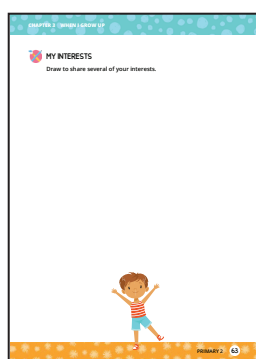 CHAPTER 3 WHEN I GROW UP
MY INTERESTS
Draw to share several of your interests.
PRIMARY 2 63